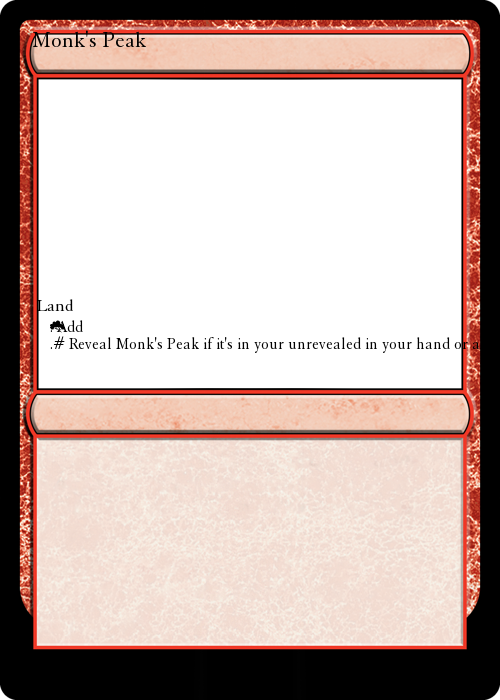 Monk's Peak
Land
Add
.# Reveal Monk's Peak if it's in your unrevealed in your hand or a